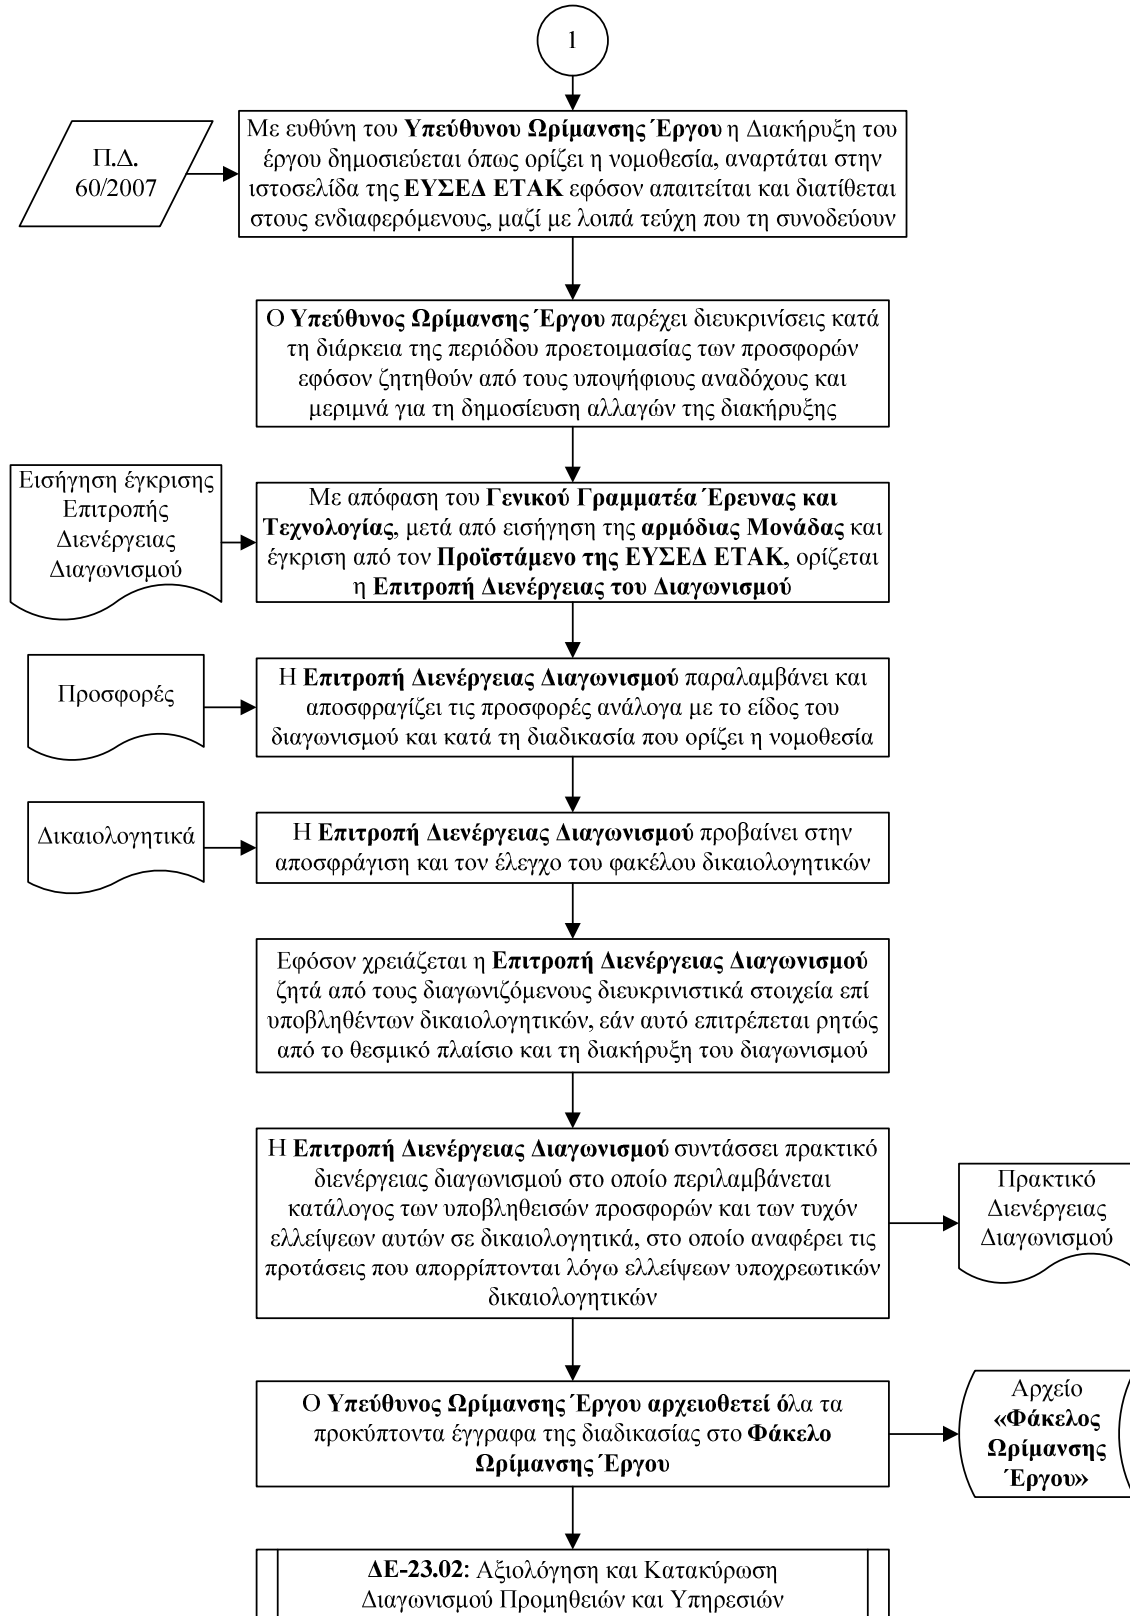 1
Π.Δ.
60/2007
Με ευθύνη του Υπεύθυνου Ωρίμανσης Έργου η Διακήρυξη του
έργου δημοσιεύεται όπως ορίζει η νομοθεσία, αναρτάται στην
ιστοσελίδα της ΕΥΣΕΔ ΕΤΑΚ εφόσον απαιτείται και διατίθεται
στους ενδιαφερόμενους, μαζί με λοιπά τεύχη που τη συνοδεύουν
Ο Υπεύθυνος Ωρίμανσης Έργου παρέχει διευκρινίσεις κατά
τη διάρκεια της περιόδου προετοιμασίας των προσφορών
εφόσον ζητηθούν από τους υποψήφιους αναδόχους και
μεριμνά για τη δημοσίευση αλλαγών της διακήρυξης
Εισήγηση έγκρισης
Επιτροπής
Διενέργειας
Διαγωνισμού
Με απόφαση του Γενικού Γραμματέα Έρευνας και
Τεχνολογίας, μετά από εισήγηση της αρμόδιας Μονάδας και
έγκριση από τον Προϊστάμενο της ΕΥΣΕΔ ΕΤΑΚ, ορίζεται
η Επιτροπή Διενέργειας του Διαγωνισμού
Προσφορές
Η Επιτροπή Διενέργειας Διαγωνισμού παραλαμβάνει και
αποσφραγίζει τις προσφορές ανάλογα με το είδος του
διαγωνισμού και κατά τη διαδικασία που ορίζει η νομοθεσία
Δικαιολογητικά
Η Επιτροπή Διενέργειας Διαγωνισμού προβαίνει στην
αποσφράγιση και τον έλεγχο του φακέλου δικαιολογητικών
Εφόσον χρειάζεται η Επιτροπή Διενέργειας Διαγωνισμού
ζητά από τους διαγωνιζόμενους διευκρινιστικά στοιχεία επί
υποβληθέντων δικαιολογητικών, εάν αυτό επιτρέπεται ρητώς
από το θεσμικό πλαίσιο και τη διακήρυξη του διαγωνισμού
Η Επιτροπή Διενέργειας Διαγωνισμού συντάσσει πρακτικό
διενέργειας διαγωνισμού στο οποίο περιλαμβάνεται
κατάλογος των υποβληθεισών προσφορών και των τυχόν
ελλείψεων αυτών σε δικαιολογητικά, στο οποίο αναφέρει τις
προτάσεις που απορρίπτονται λόγω ελλείψεων υποχρεωτικών
δικαιολογητικών
Πρακτικό
Διενέργειας
Διαγωνισμού
Ο Υπεύθυνος Ωρίμανσης Έργου αρχειοθετεί όλα τα
προκύπτοντα έγγραφα της διαδικασίας στο Φάκελο
Ωρίμανσης Έργου
Αρχείο
«Φάκελος
Ωρίμανσης
Έργου»
ΔΕ-23.02: Αξιολόγηση και Κατακύρωση
Διαγωνισμού Προμηθειών και Υπηρεσιών